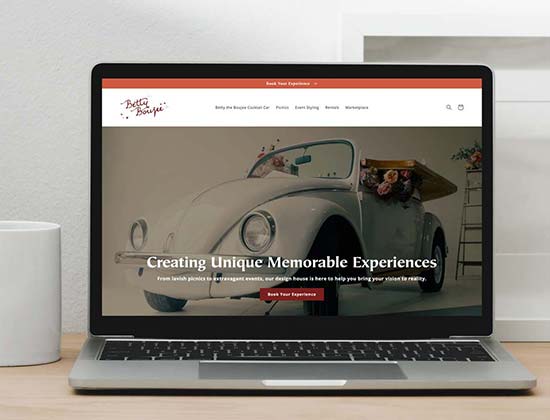 Book Your Experience →
Betty
Boujee
Betty the Boujee Cocktail Car Picnics Event Styling Rentals Marketplace
Creating Unique Memorable Experiences
From lavish picnics to extravagant events, our design house is here to help you bring your vision to reality.
Book Your Experience